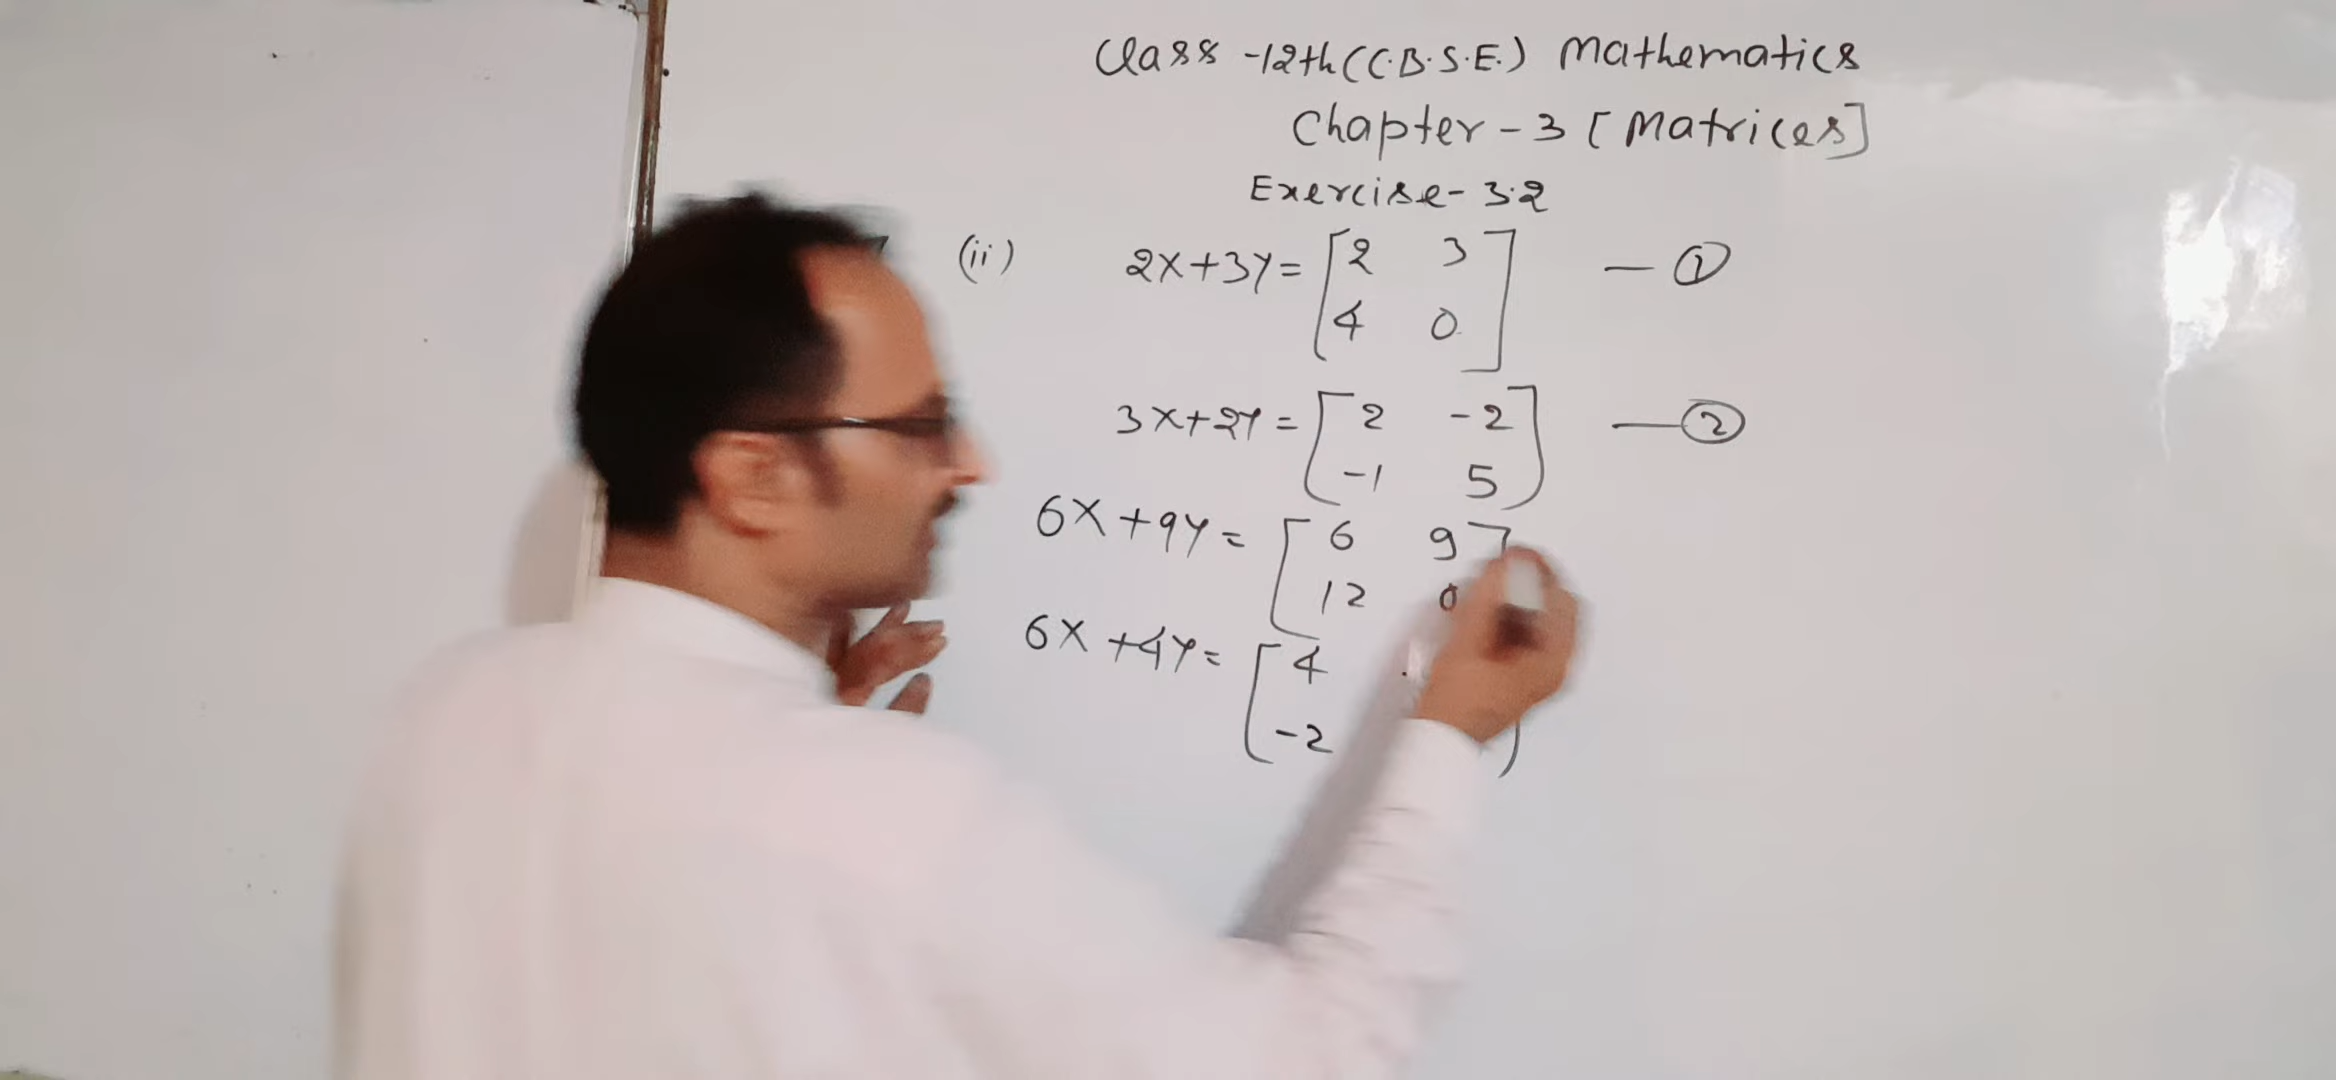 Class -12th (C.B.S.E.) Mathematics
Chapter - 3 [Matrices]
Exercise - 3.2
(ii) 2X+3Y= [2 3] — ①
[4 0]
3X+2Y= [2 -2] — ②
[-1 5]
6X+9Y= [6 9]
[12 0
6X+4Y= [4
[-2 ]